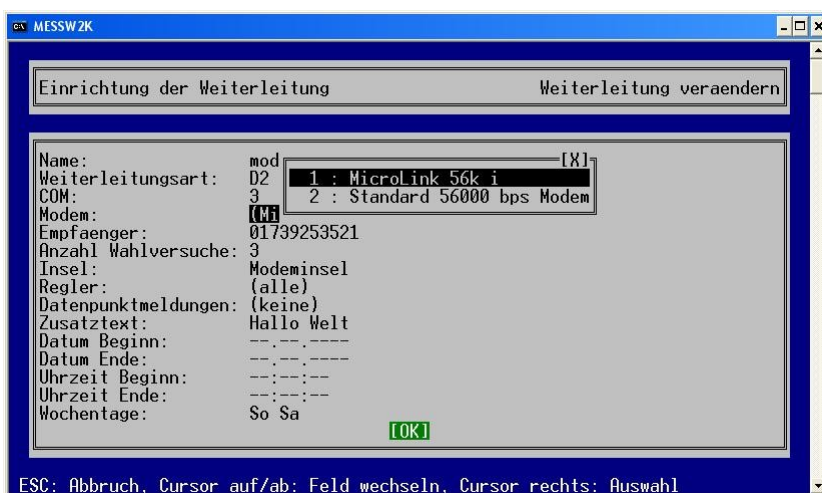 MESSW2K
Einrichtung der Weiterleitung Weiterleitung veraendern
Name: mod
[X]
Weiterleitungsart: D2 1 : MicroLink 56k i
COM: 3 2 : Standard 56000 bps Modem
Modem: (Mi
Empfaenger: 01739253521
Anzahl Wahlversuche: 3
Insel: Modeminsel
Regler: (alle)
Datenpunktmeldungen: (keine)
Zusatztext: Hallo Welt
Datum Beginn: --.--.----
Datum Ende: --.--.----
Uhrzeit Beginn: --:--:--
Uhrzeit Ende: --:--:--
Wochentage: So Sa
[OK]
ESC: Abbruch, Cursor auf/ab: Feld wechseln, Cursor rechts: Auswahl